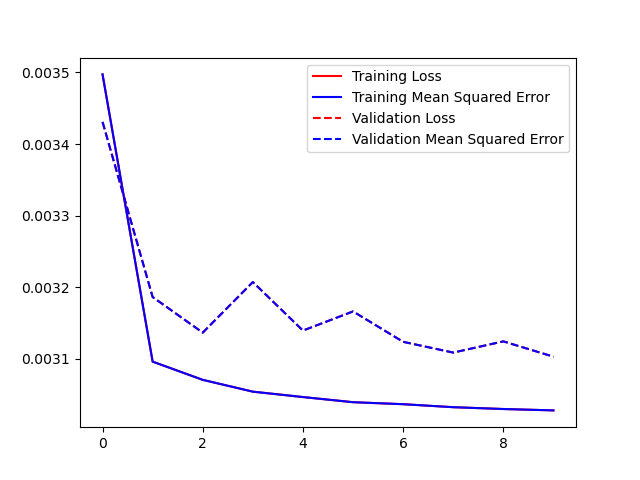 0.0035
0.0034
0.0033
0.0032
0.0031
0 2 4 6 8
Training Loss
Training Mean Squared Error
Validation Loss
Validation Mean Squared Error